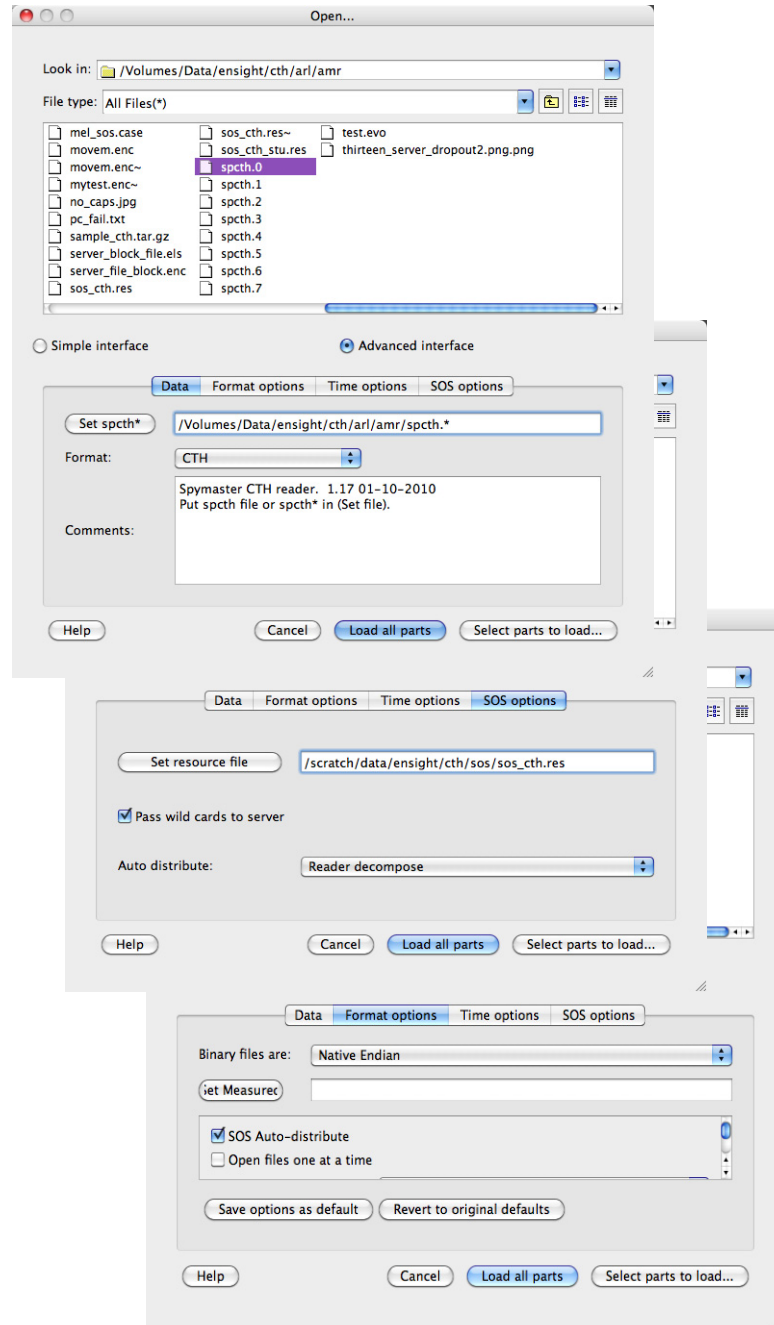 Open...
Look in: /Volumes/Data/ensight/cth/arl/amr
File type: All Files(*)
mel_sos.case sos_cth.res~ test.evo
movem.enc sos_cth_stu.res thirteen_server_dropout2.png.png
movem.enc~ spcth.0
mytest.enc~ spcth.1
no_caps.jpg spcth.2
pc_fail.txt spcth.3
sample_cth.tar.gz spcth.4
server_block_file.els spcth.5
server_file_block.enc spcth.6
sos_cth.res spcth.7
Simple interface Advanced interface
Data Format options Time options SOS options
Set spcth* /Volumes/Data/ensight/cth/arl/amr/spcth.*
Format: CTH
Spymaster CTH reader. 1.17 01-10-2010
Put spcth file or spcth* in (Set file).
Comments:
Help Cancel Load all parts Select parts to load...
Data Format options Time options SOS options
Set resource file /scratch/data/ensight/cth/sos/sos_cth.res
Pass wild cards to server
Auto distribute: Reader decompose
Help Cancel Load all parts Select parts to load...
Data Format options Time options SOS options
Binary files are: Native Endian
Set Measured
SOS Auto-distribute
Open files one at a time
Save options as default Revert to original defaults
Help Cancel Load all parts Select parts to load...